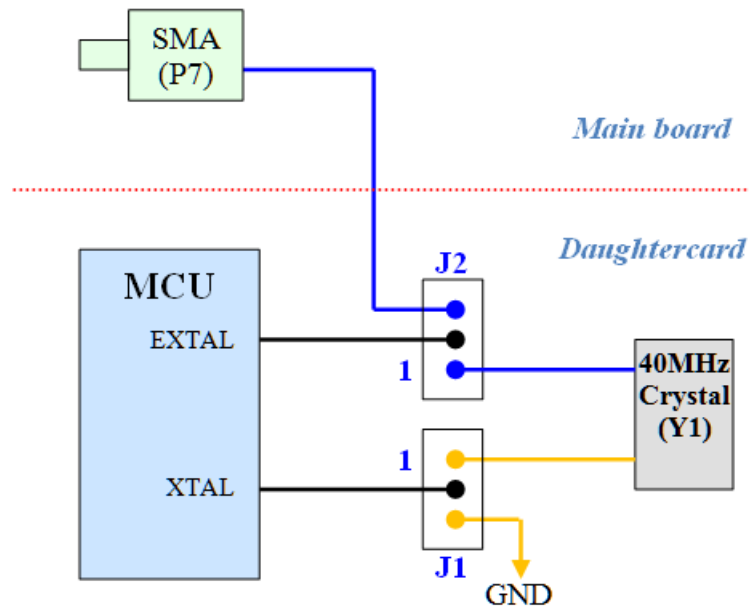 SMA
(P7)
Main board
Daughtercard
J2
MCU
EXTAL
1
40MHz
Crystal
(Y1)
1
XTAL
J1
GND